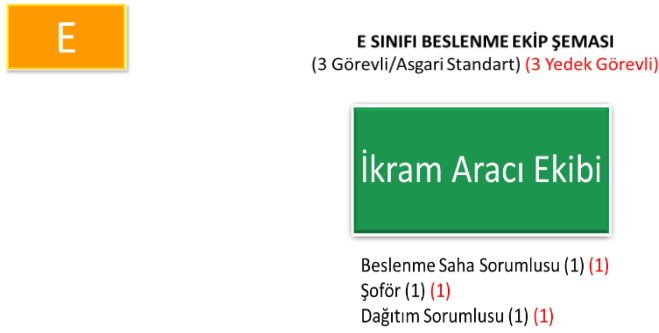 E
E SINIFI BESLENME EKİP ŞEMASI
(3 Görevli/Asgari Standart) (3 Yedek Görevli)
İkram Aracı Ekibi
Beslenme Saha Sorumlusu (1) (1)
Şoför (1) (1)
Dağıtım Sorumlusu (1) (1)